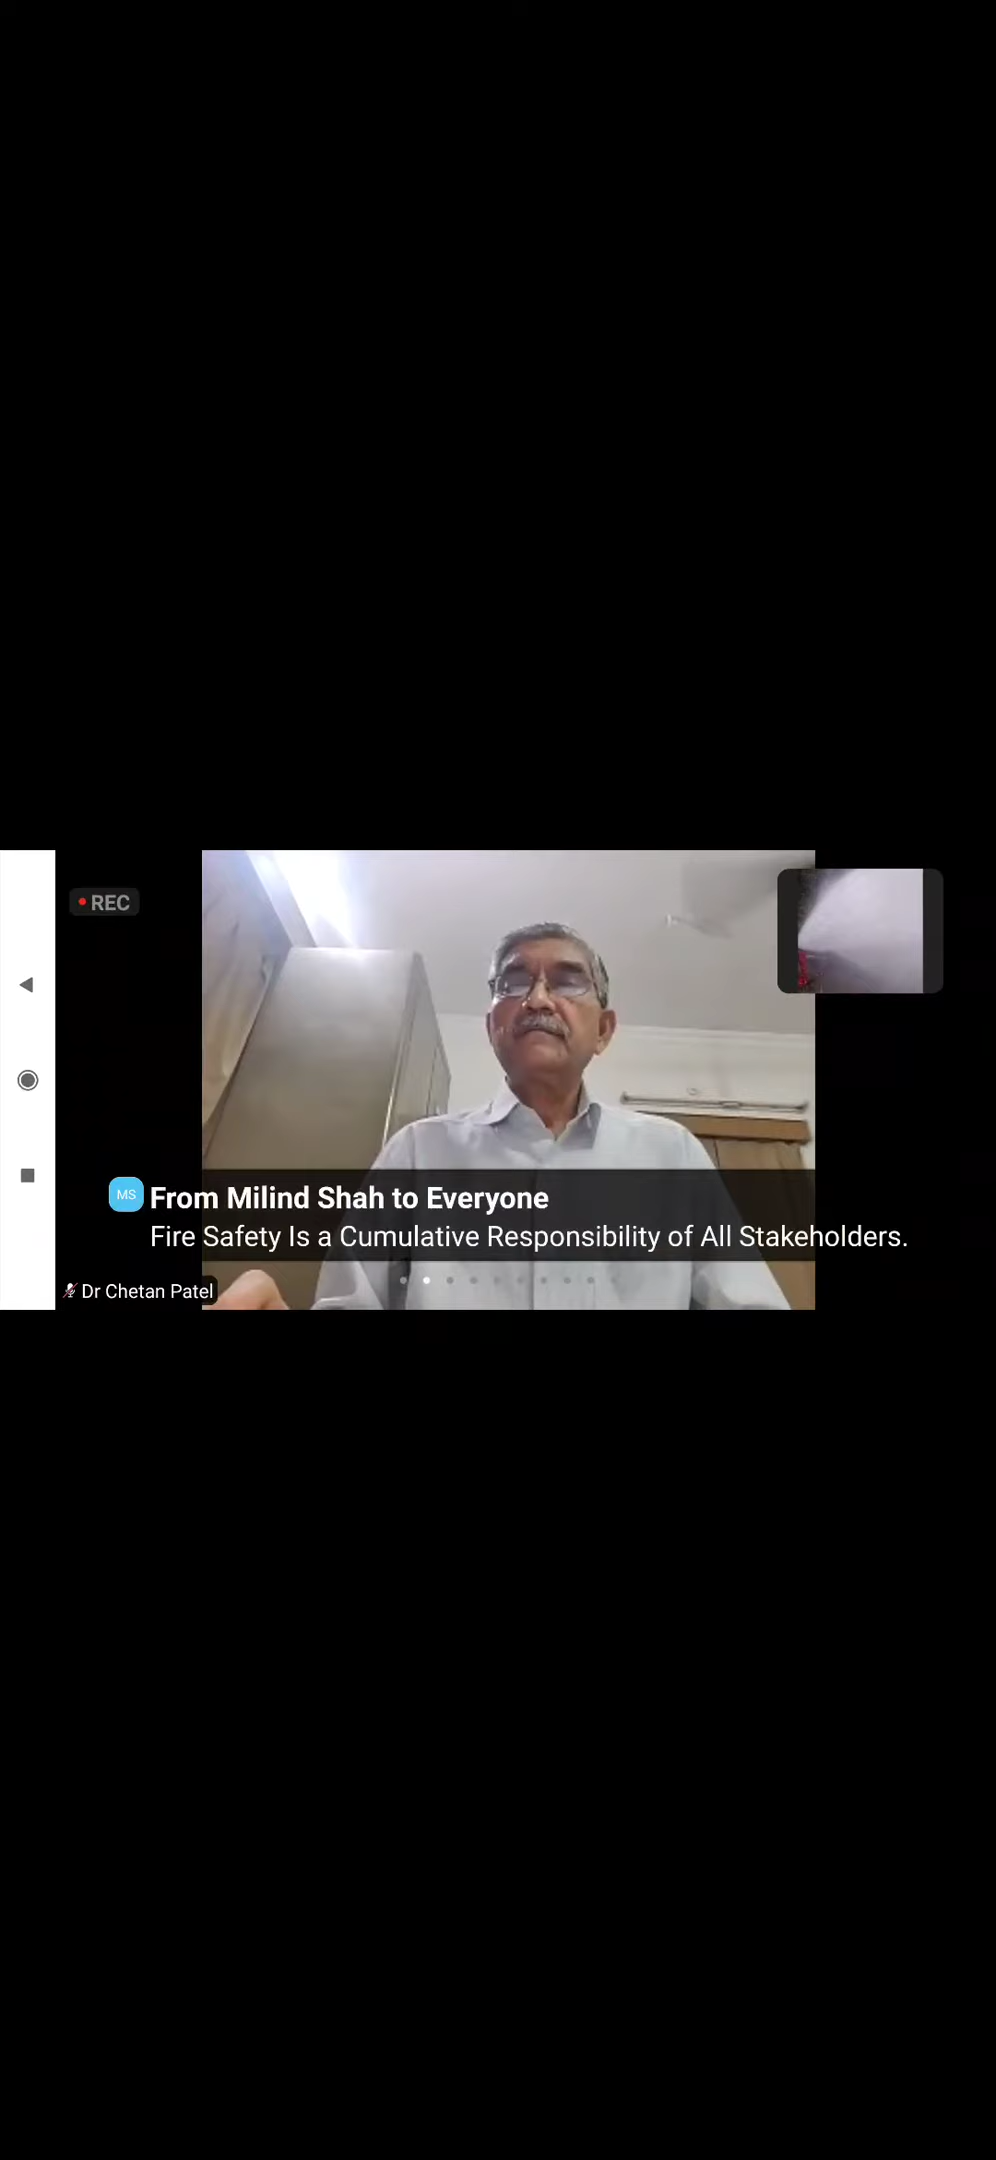 REC
MS
From Milind Shah to Everyone
Fire Safety Is a Cumulative Responsibility of All Stakeholders.
Dr Chetan Patel